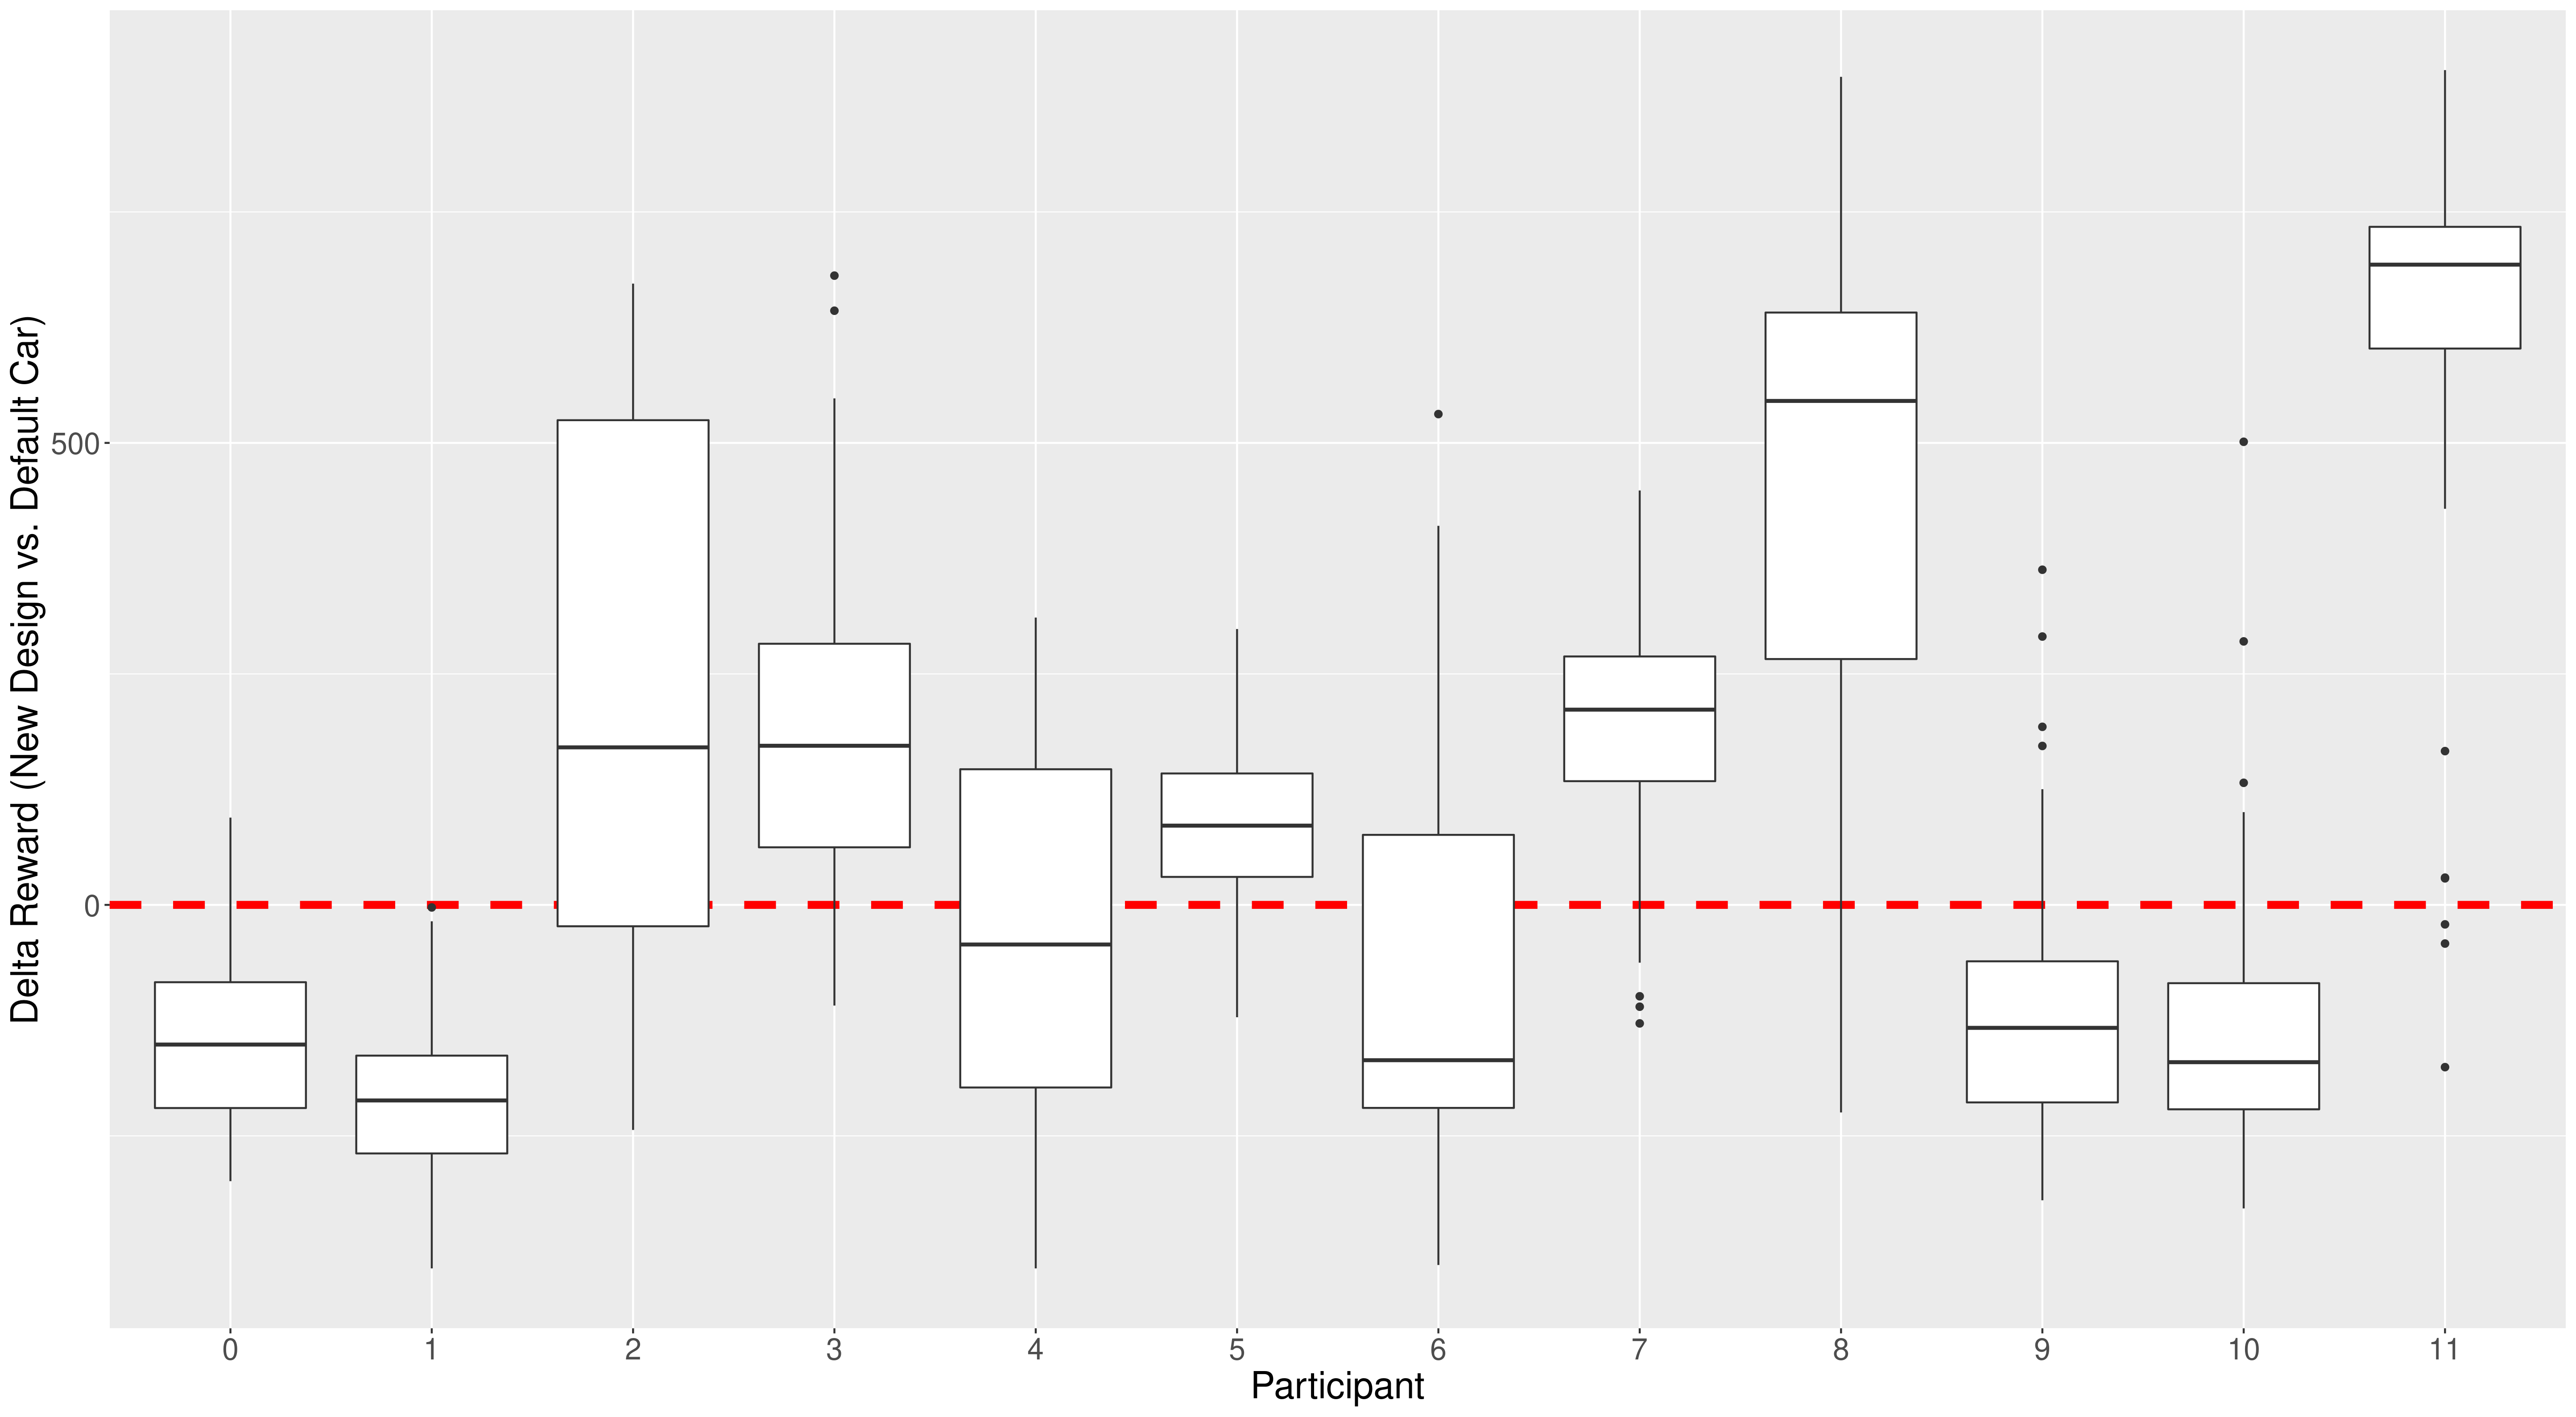 Delta Reward (New Design vs. Default Car)
500
0
0 1 2 3 4 5 6 7 8 9 10 11
Participant